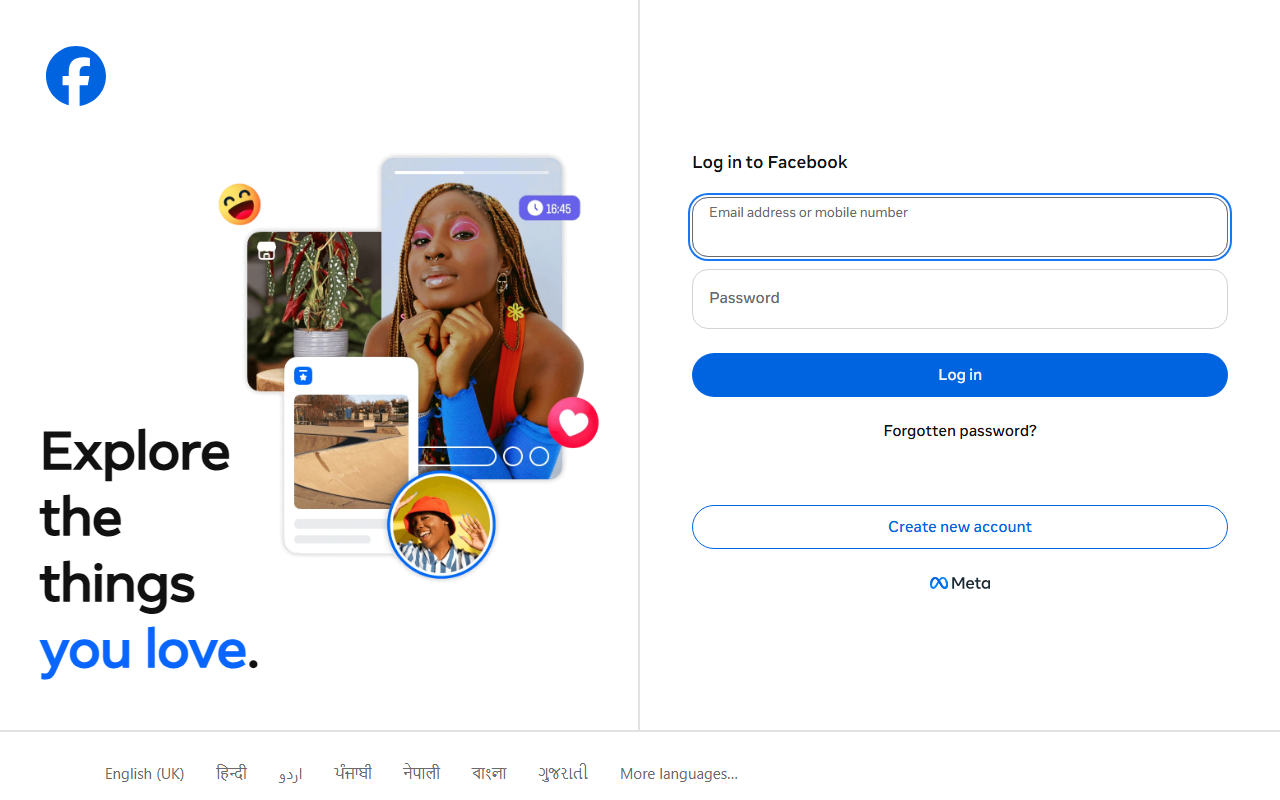 16:45
Explore
the
things
you love.
Log in to Facebook
Email address or mobile number
Password
Log in
Forgotten password?
Create new account
Meta
English (UK) हिन्दी اردو ਪੰਜਾਬੀ नेपाली বাংলা ગુજરાતી More languages…